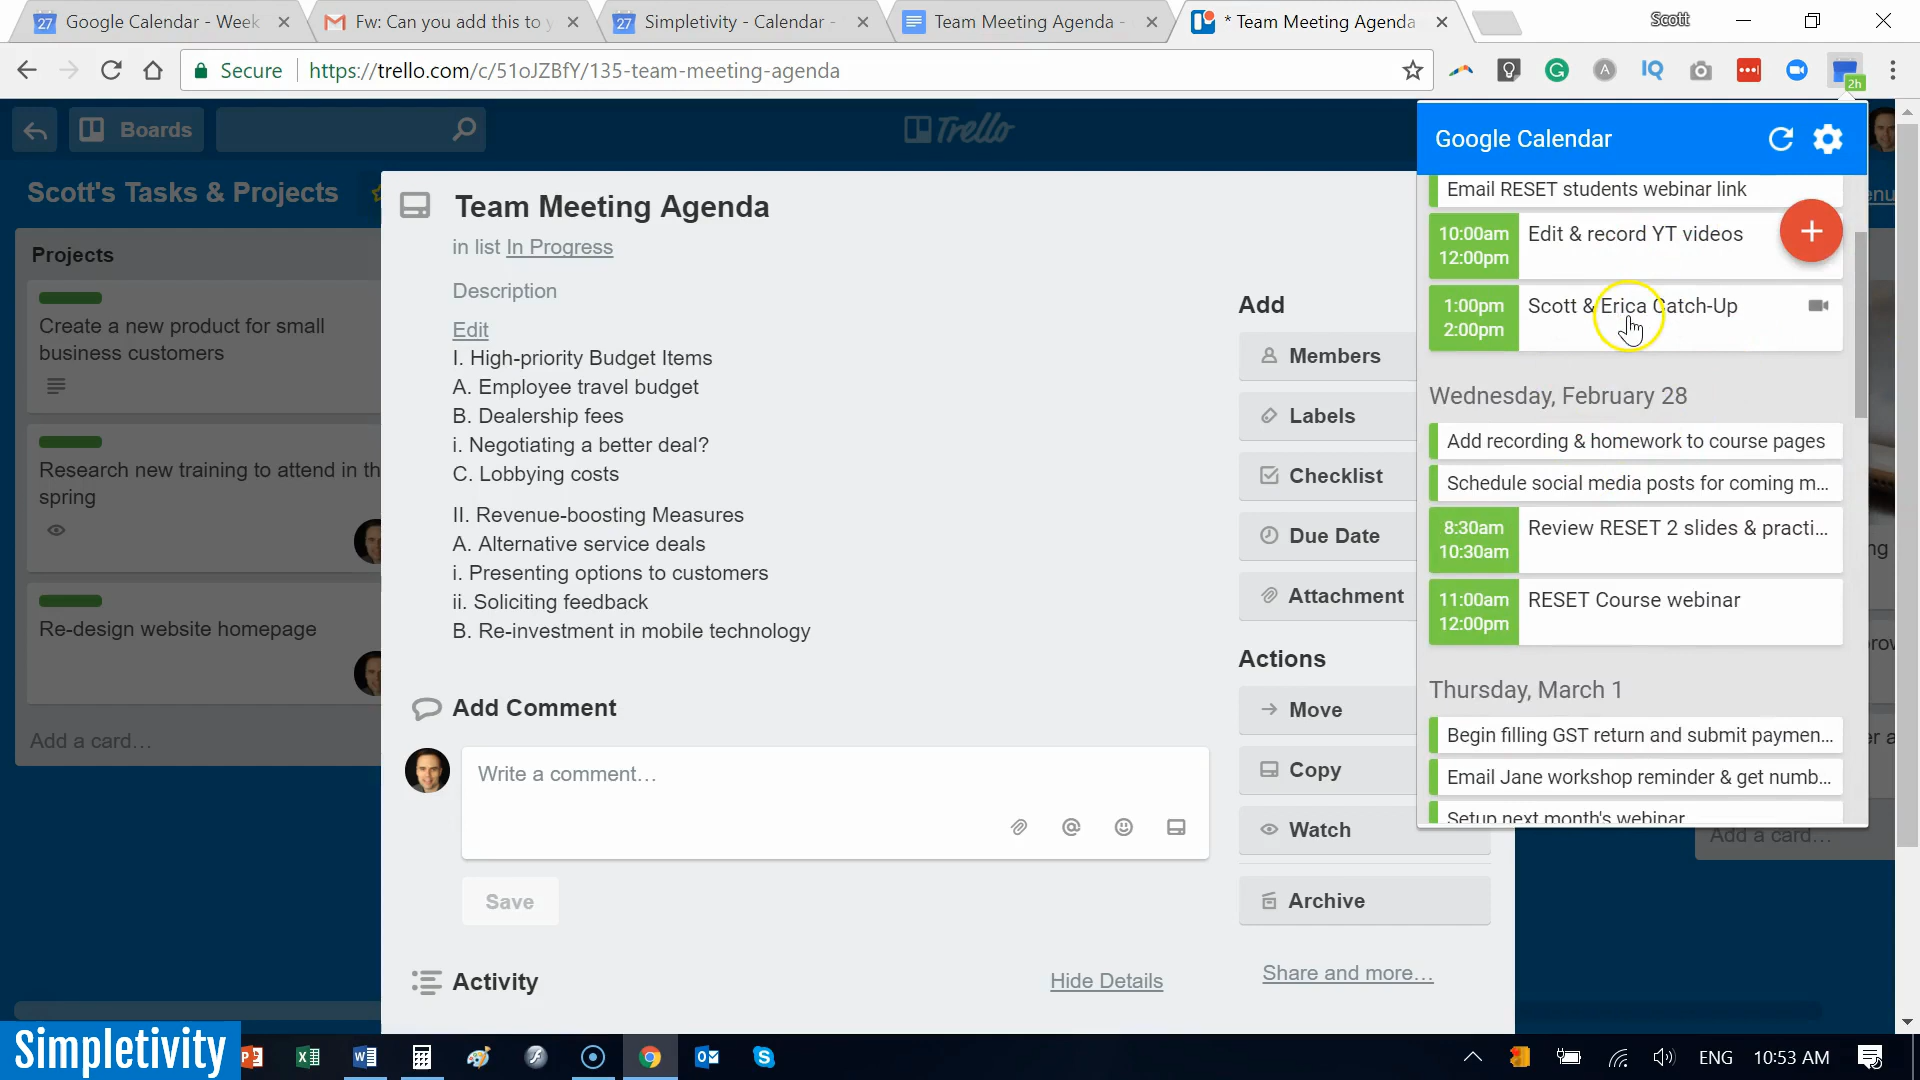 Google Calendar - Week
Fw: Can you add this to y
Simpletivity - Calendar -
Team Meeting Agenda -
* Team Meeting Agenda
Scott
Secure
https://trello.com/c/51oJZBfY/135-team-meeting-agenda
2h
Boards
Trello
Scott's Tasks & Projects
Projects
Create a new product for small
business customers
Research new training to attend in th
spring
Re-design website homepage
Add a card…
Team Meeting Agenda
in list In Progress
Description
Edit
I. High-priority Budget Items
A. Employee travel budget
B. Dealership fees
i. Negotiating a better deal?
C. Lobbying costs
II. Revenue-boosting Measures
A. Alternative service deals
i. Presenting options to customers
ii. Soliciting feedback
B. Re-investment in mobile technology
Add Comment
Write a comment…
Save
Activity
Hide Details
Add
Members
Labels
Checklist
Due Date
Attachment
Actions
Move
Copy
Watch
Archive
Share and more…
Google Calendar
Email RESET students webinar link
10:00am
12:00pm
Edit & record YT videos
1:00pm
2:00pm
Scott & Erica Catch-Up
Wednesday, February 28
Add recording & homework to course pages
Schedule social media posts for coming m...
8:30am
10:30am
Review RESET 2 slides & practi...
11:00am
12:00pm
RESET Course webinar
Thursday, March 1
Begin filling GST return and submit paymen...
Email Jane workshop reminder & get numb...
Setup next month's webinar
Add a card…
Simpletivity
ENG
10:53 AM